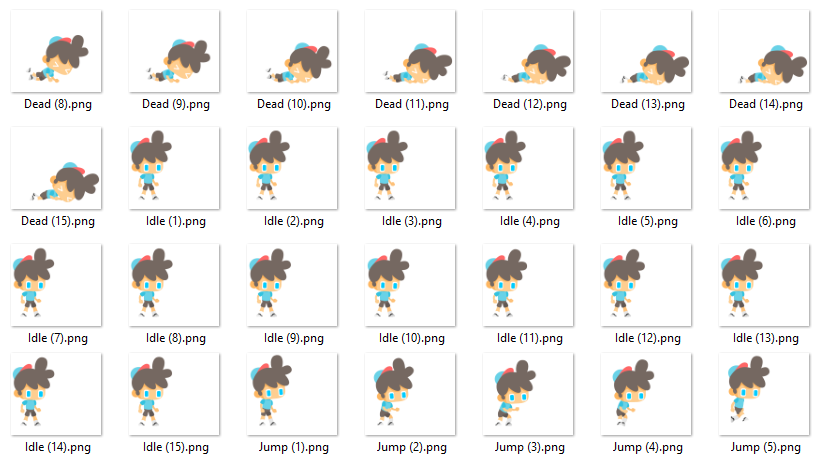 Dead (8).png Dead (9).png Dead (10).png Dead (11).png Dead (12).png Dead (13).png Dead (14).png
Dead (15).png Idle (1).png Idle (2).png Idle (3).png Idle (4).png Idle (5).png Idle (6).png
Idle (7).png Idle (8).png Idle (9).png Idle (10).png Idle (11).png Idle (12).png Idle (13).png
Idle (14).png Idle (15).png Jump (1).png Jump (2).png Jump (3).png Jump (4).png Jump (5).png